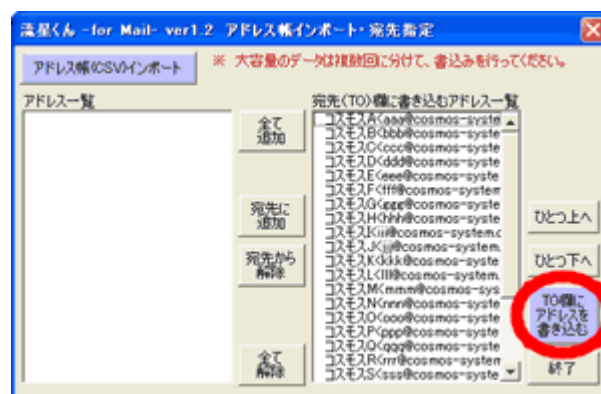 流星くん -for Mail- ver1.2 アドレス帳インポート・宛先指定
アドレス帳(CSV)インポート
※ 大容量のデータは複数回に分けて、書込みを行ってください。
アドレス一覧
宛先(TO)欄に書き込むアドレス一覧
全て
追加
宛先に
追加
宛先から
解除
全て
解除
コスモスA<aaa@cosmos-syste
コスモスB<bbb@cosmos-syste
コスモスC<ccc@cosmos-syste
コスモスD<ddd@cosmos-syste
コスモスE<eee@cosmos-syste
コスモスF<fff@cosmos-system
コスモスG<ggg@cosmos-syste
コスモスH<hhh@cosmos-syste
コスモスI<iii@cosmos-system.c
コスモスJ<jjj@cosmos-system.
コスモスK<kkk@cosmos-syste
コスモスL<lll@cosmos-system.
コスモスM<mmm@cosmos-sys
コスモスN<nnn@cosmos-syste
コスモスO<ooo@cosmos-syste
コスモスP<ppp@cosmos-syste
コスモスQ<qqq@cosmos-syste
コスモスR<rrr@cosmos-system
コスモスS<sss@cosmos-syste
ひとつ上へ
ひとつ下へ
TO欄に
アドレスを
書き込む
終了